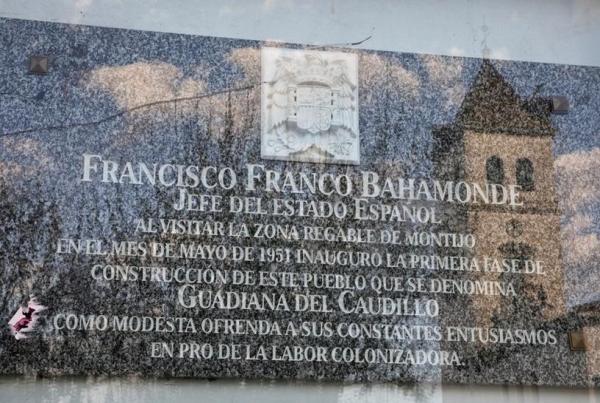 FRANCISCO FRANCO BAHAMONDE
JEFE DEL ESTADO ESPAÑOL
AL VISITAR LA ZONA REGABLE DE MONTIJO
EN EL MES DE MAYO DE 1951 INAUGURO LA PRIMERA FASE DE
CONSTRUCCIÓN DE ESTE PUEBLO QUE SE DENOMINA
GUADIANA DEL CAUDILLO
COMO MODESTA OFRENDA A SUS CONSTANTES ENTUSIASMOS
EN PRO DE LA LABOR COLONIZADORA.